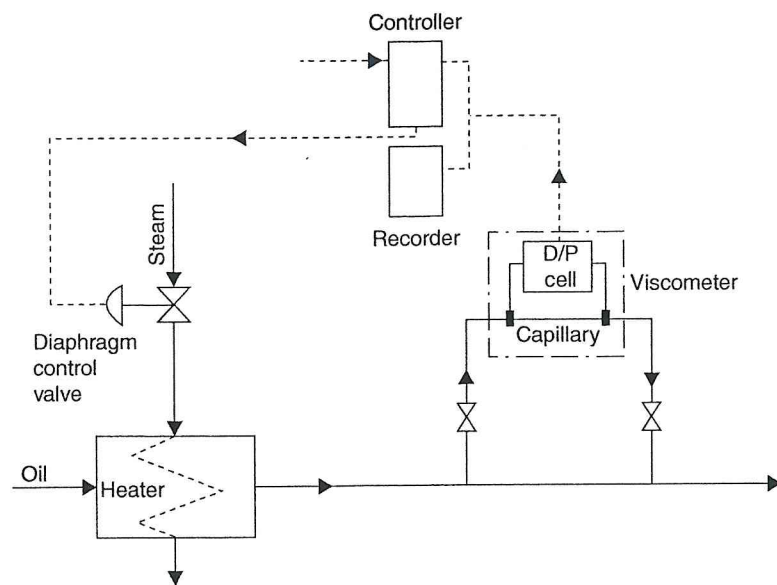 Controller
Recorder
Steam
D/P
cell
Viscometer
Capillary
Diaphragm
control
valve
Oil
Heater